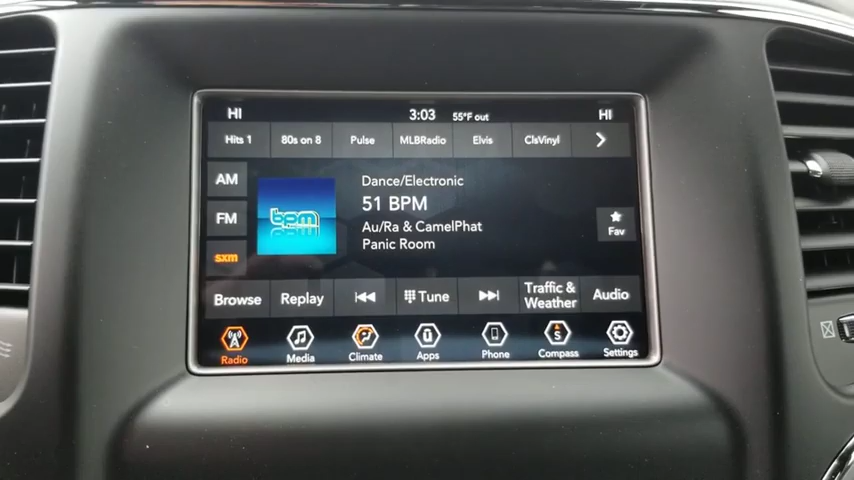 HI 3:03 55°F out HI
Hits 1 80s on 8 Pulse MLBRadio Elvis ClsVinyl
AM
FM
sxm
bpm
Dance/Electronic
51 BPM
Au/Ra & CamelPhat
Panic Room
Fav
Browse Replay Tune Traffic & Weather Audio
Radio Media Climate Apps Phone S Compass Settings